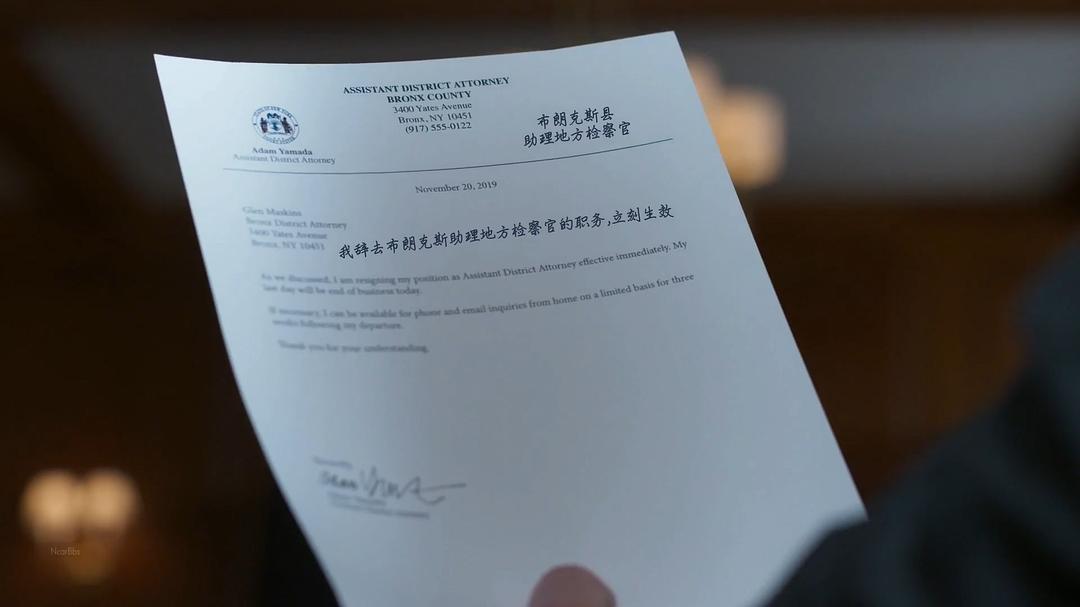 ASSISTANT DISTRICT ATTORNEY
BRONX COUNTY
3400 Yates Avenue
Bronx, NY 10451
(917) 555-0122
布朗克斯县
助理地方检察官
Adam Yamada
Assistant District Attorney
November 20, 2019
Glen Maskins
Bronx District Attorney
3400 Yates Avenue
Bronx, NY 10451
我辞去布朗克斯助理地方检察官的职务,立刻生效
As we discussed, I am resigning my position as Assistant District Attorney effective immediately. My
last day will be end of business today.
If necessary, I can be available for phone and email inquiries from home on a limited basis for three
weeks following my departure.
Thank you for your understanding.
NcarBbs